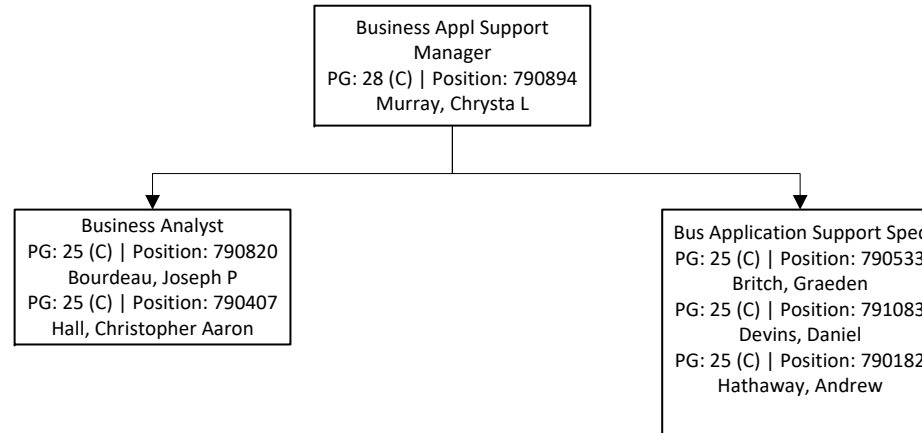 Business Appl Support
Manager
PG: 28 (C) | Position: 790894
Murray, Chrysta L
Business Analyst
PG: 25 (C) | Position: 790820
Bourdeau, Joseph P
PG: 25 (C) | Position: 790407
Hall, Christopher Aaron
Bus Application Support Spec
PG: 25 (C) | Position: 790533
Britch, Graeden
PG: 25 (C) | Position: 791083
Devins, Daniel
PG: 25 (C) | Position: 790182
Hathaway, Andrew